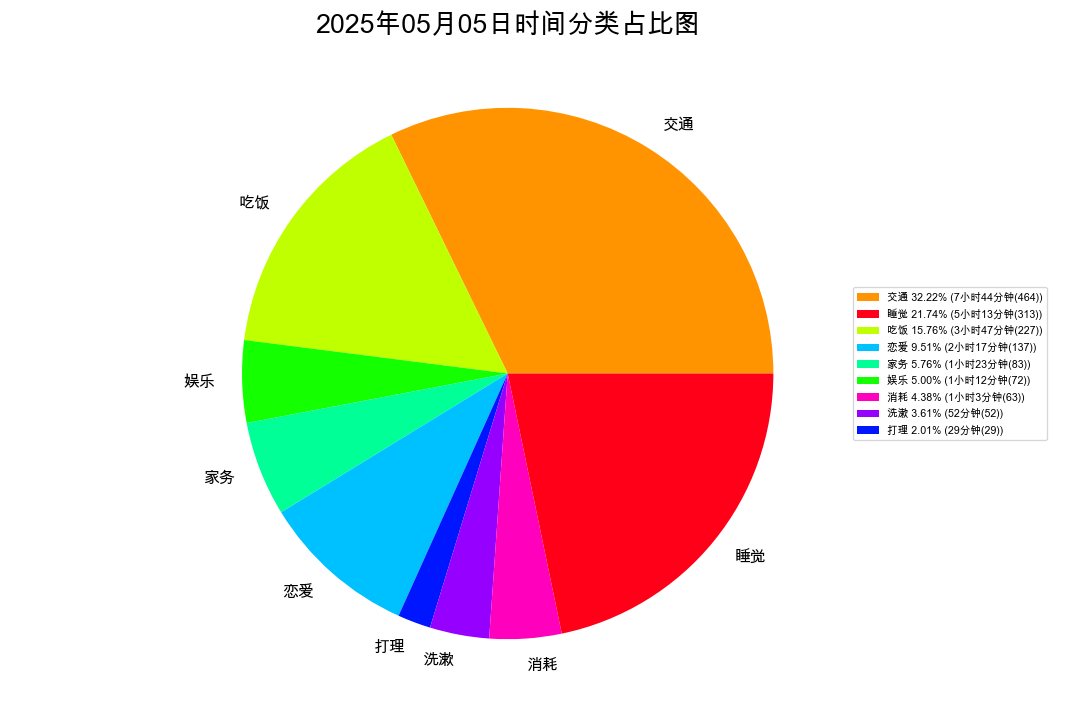 2025年05月05日时间分类占比图
交通
吃饭
娱乐
家务
恋爱
打理
洗漱
消耗
睡觉
交通 32.22% (7小时44分钟(464))
睡觉 21.74% (5小时13分钟(313))
吃饭 15.76% (3小时47分钟(227))
恋爱 9.51% (2小时17分钟(137))
家务 5.76% (1小时23分钟(83))
娱乐 5.00% (1小时12分钟(72))
消耗 4.38% (1小时3分钟(63))
洗漱 3.61% (52分钟(52))
打理 2.01% (29分钟(29))